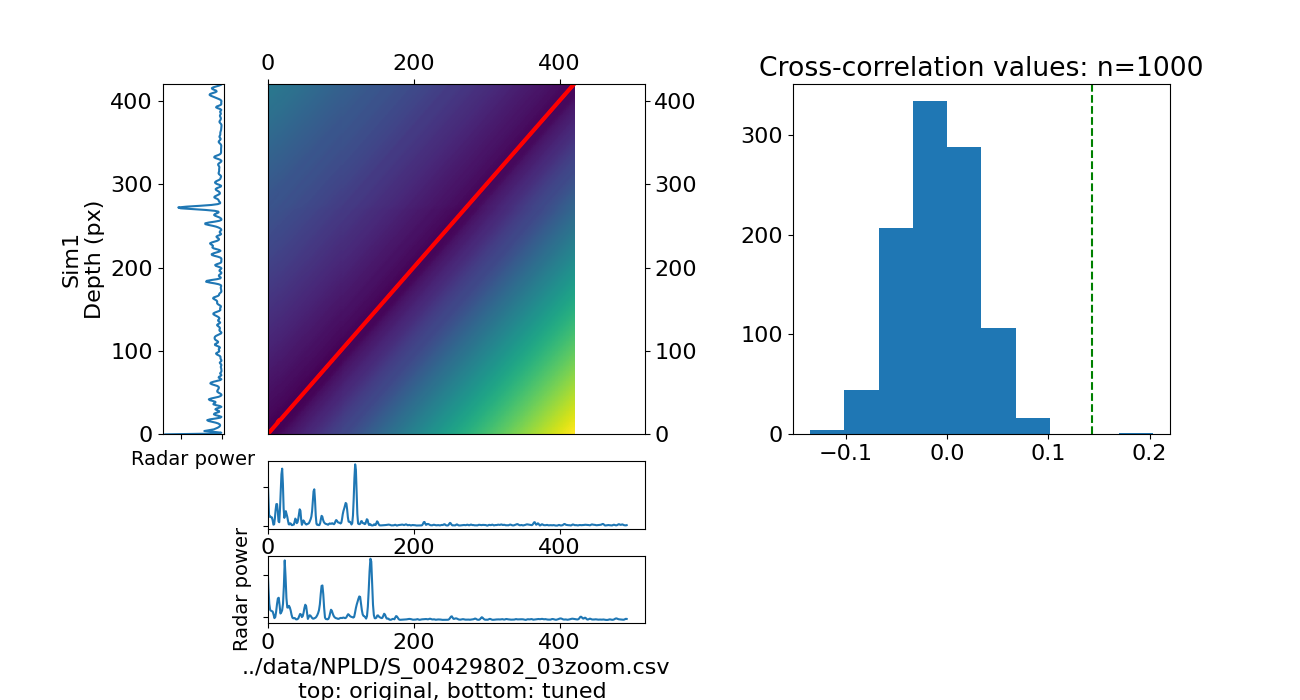 0 200 400
Cross-correlation values: n=1000
400
300
200
100
0
Sim1
Depth (px)
400
300
200
100
0
Radar power
300
200
100
0
−0.1 0.0 0.1 0.2
0 200 400
Radar power
0 200 400
../data/NPLD/S_00429802_03zoom.csv
top: original, bottom: tuned